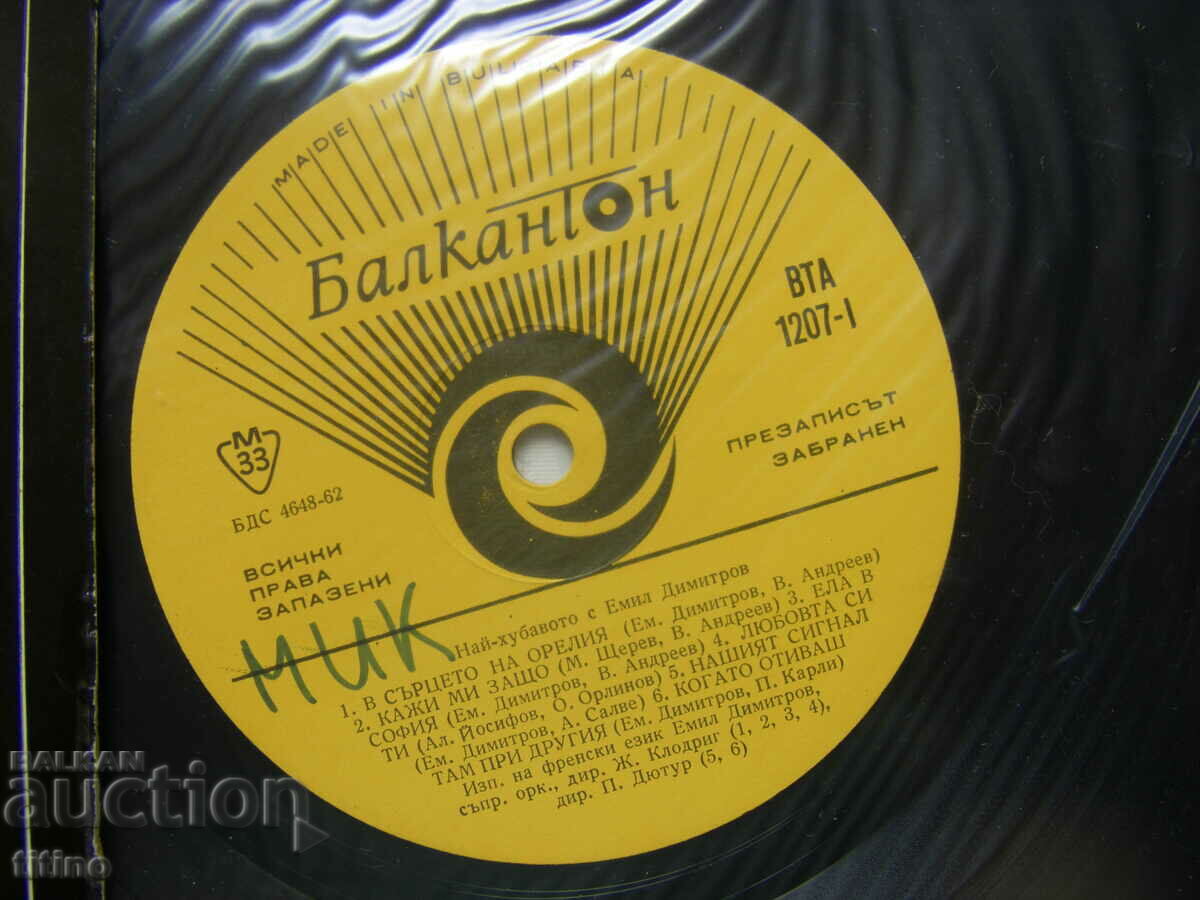 MADE IN BULGARIA
БалканТон
ВТА
1207-I
М
33
БДС 4648-62
ПРЕЗАПИСЪТ
ЗАБРАНЕН
ВСИЧКИ
ПРАВА
ЗАПАЗЕНИ
МИК
Най-хубавото с Емил Димитров
1. В СЪРЦЕТО НА ОРЕЛИЯ (Ем. Димитров, В. Андреев)
2. КАЖИ МИ ЗАЩО (М. Щерев, В. Андреев) 3. ЕЛА В
СОФИЯ (Ем. Димитров, В. Андреев) 4. ЛЮБОВТА СИ
ТИ (Ал. Йосифов, О. Орлинов) 5. НАШИЯТ СИГНАЛ
(Ем. Димитров, А. Салве) 6. КОГАТО ОТИВАШ
ТАМ ПРИ ДРУГИЯ (Ем. Димитров, П. Карли)
Изп. на френски език Емил Димитров,
съпр. орк., дир. Ж. Клодриг (1, 2, 3, 4),
дир. П. Дютур (5, 6)
BALKAN
auction
titino